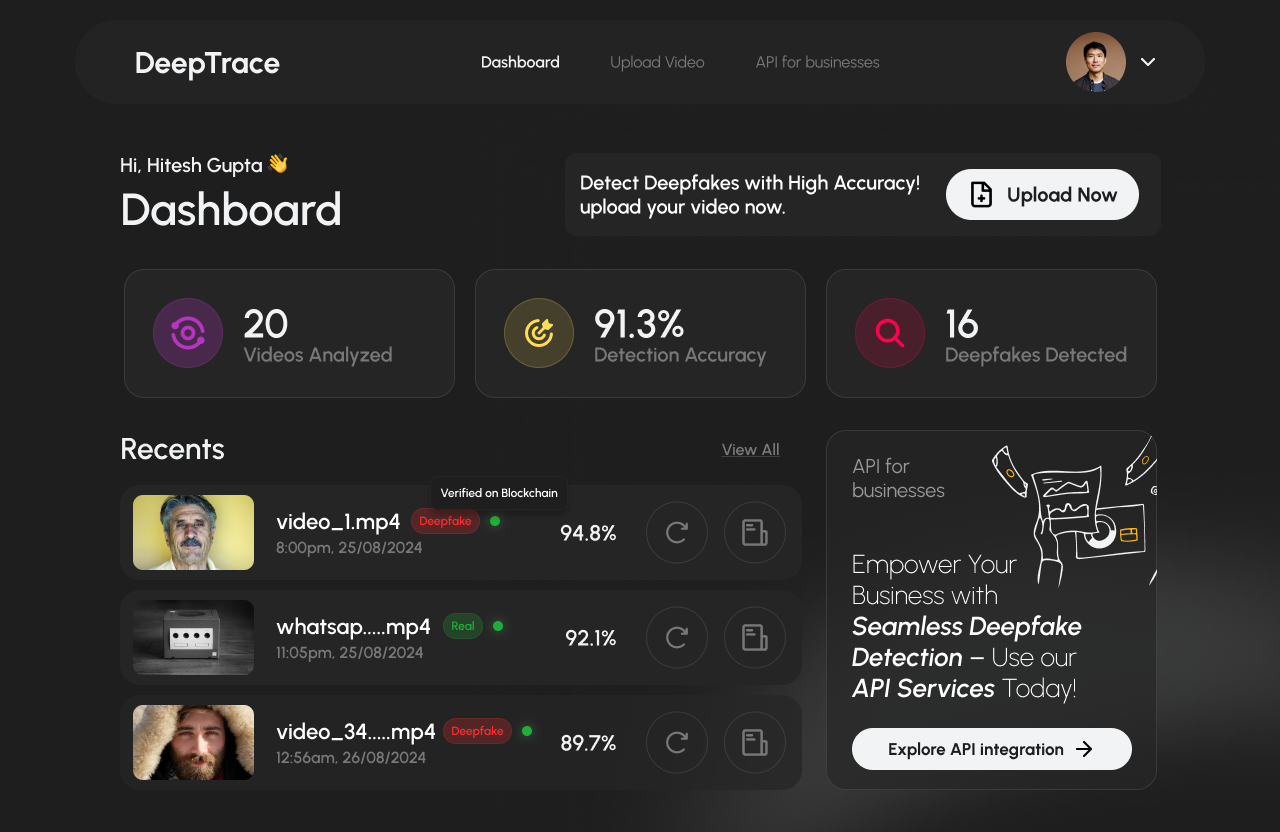 DeepTrace
Dashboard
Upload Video
API for businesses
Hi, Hitesh Gupta 👋
Dashboard
Detect Deepfakes with High Accuracy!
upload your video now.
Upload Now
20
Videos Analyzed
91.3%
Detection Accuracy
16
Deepfakes Detected
Recents
View All
Verified on Blockchain
video_1.mp4
Deepfake
8:00pm, 25/08/2024
94.8%
whatsap.....mp4
Real
11:05pm, 25/08/2024
92.1%
video_34.....mp4
Deepfake
12:56am, 26/08/2024
89.7%
API for
businesses
Empower Your
Business with
Seamless Deepfake
Detection – Use our
API Services Today!
Explore API integration